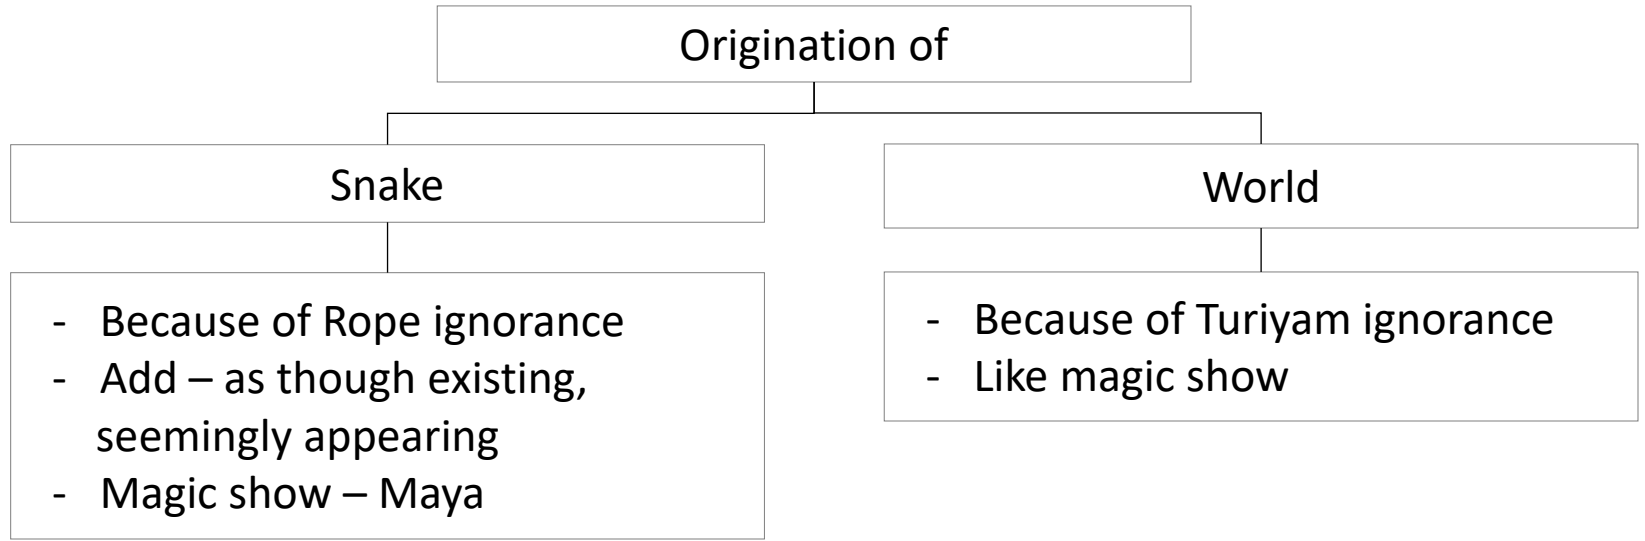 Origination of
Snake
World
- Because of Rope ignorance
- Add – as though existing,
seemingly appearing
- Magic show – Maya
- Because of Turiyam ignorance
- Like magic show